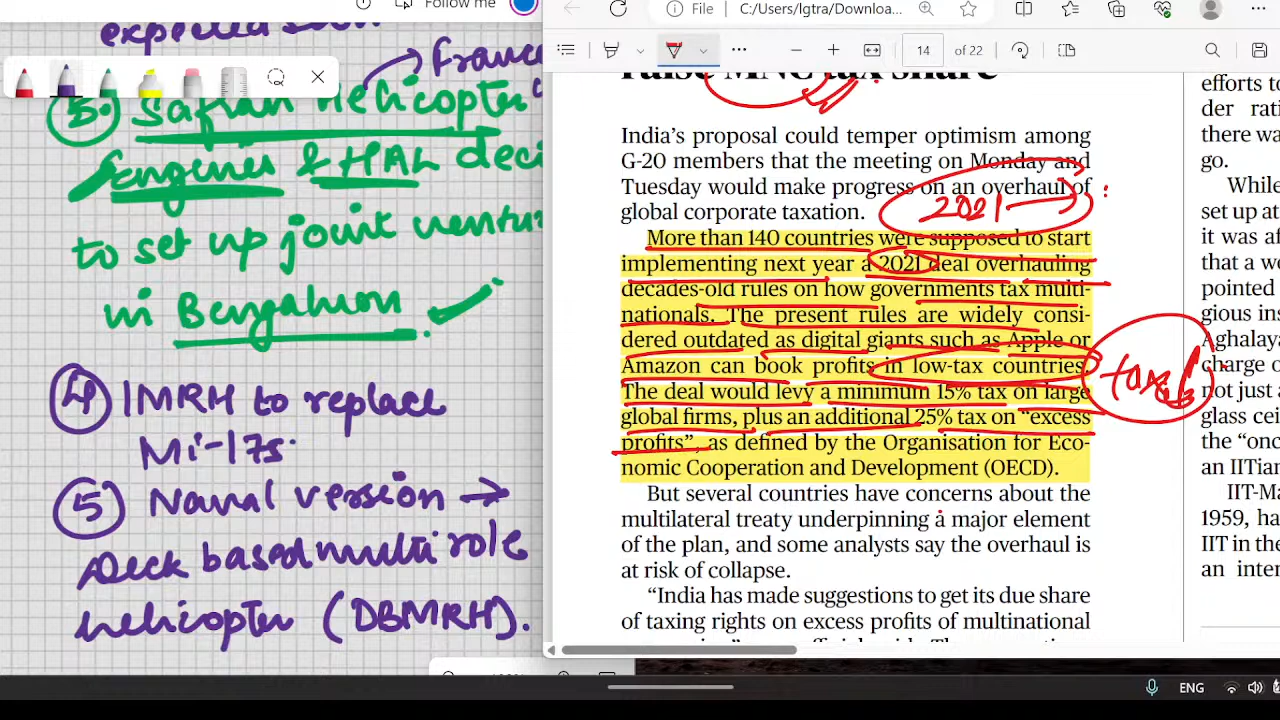 Follow me
expected soon
France
3. Safran Helicopter
Engines & HAL deci
to set up joint ventur
in Bengaluru
4 IMRH to replace
Mi-17s.
5 Naval version →
Deck based multi role
helicopter (DBMRH).
File C:/Users/lgtra/Downloa...
14 of 22
Raise MNC tax share
India's proposal could temper optimism among
G-20 members that the meeting on Monday and
Tuesday would make progress on an overhaul of
global corporate taxation.
2021 →
More than 140 countries were supposed to start
implementing next year a 2021 deal overhauling
decades-old rules on how governments tax multi-
nationals. The present rules are widely consi-
dered outdated as digital giants such as Apple or
Amazon can book profits in low-tax countries.
The deal would levy a minimum 15% tax on large
global firms, plus an additional 25% tax on "excess
profits", as defined by the Organisation for Eco-
nomic Cooperation and Development (OECD).
But several countries have concerns about the
multilateral treaty underpinning a major element
of the plan, and some analysts say the overhaul is
at risk of collapse.
"India has made suggestions to get its due share
of taxing rights on excess profits of multinational
efforts to
der rati
there wa
go.
While
set up at
it was af
that a we
pointed
gious ins
Aghalaya
charge o
not just a
glass cei
the "onc
an IITian
IIT-Ma
1959, ha
IIT in the
an inter
ENG